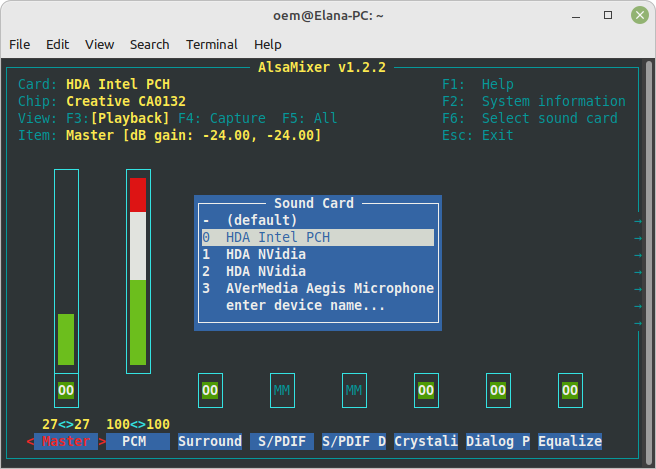 oem@Elana-PC: ~
File Edit View Search Terminal Help
AlsaMixer v1.2.2
Card: HDA Intel PCH F1: Help
Chip: Creative CA0132 F2: System information
View: F3:[Playback] F4: Capture F5: All F6: Select sound card
Item: Master [dB gain: -24.00, -24.00] Esc: Exit
Sound Card
- (default)
0 HDA Intel PCH
1 HDA NVidia
2 HDA NVidia
3 AVerMedia Aegis Microphone
enter device name...
OO OO MM MM OO OO OO
27<>27 100<>100
< Master > PCM Surround S/PDIF S/PDIF D Crystali Dialog P Equalize